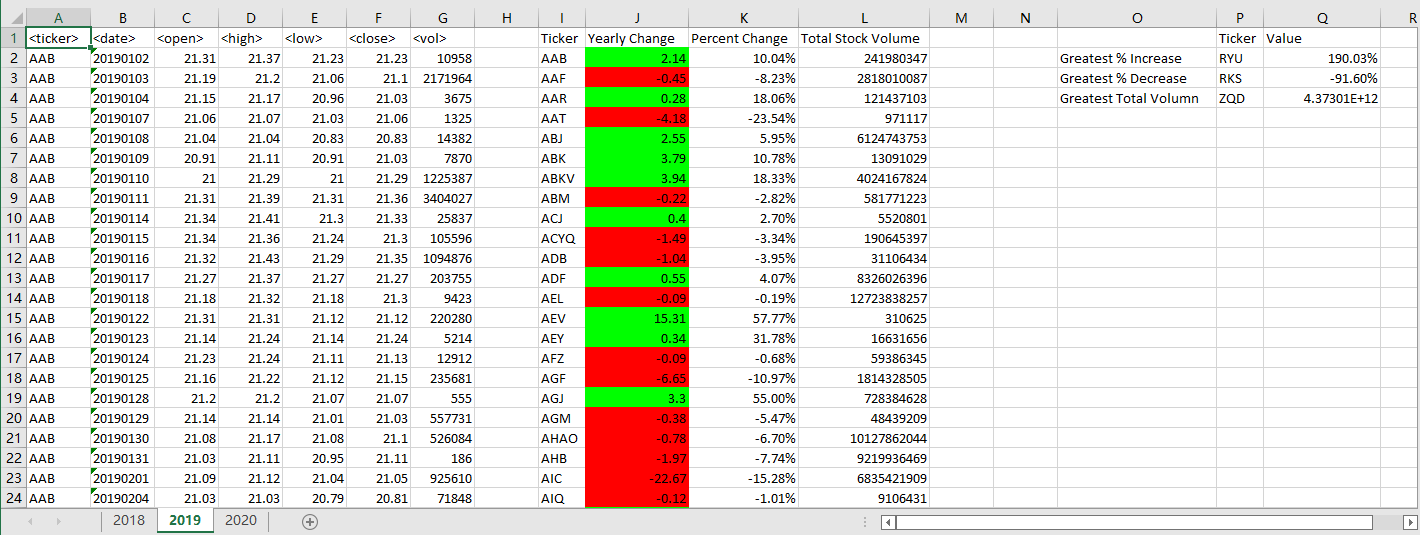 A B C D E F G H I J K L M N O P Q R
1 <ticker> <date> <open> <high> <low> <close> <vol> Ticker Yearly Change Percent Change Total Stock Volume Ticker Value
2 AAB 20190102 21.31 21.37 21.23 21.23 10958 AAB 2.14 10.04% 241980347 Greatest % Increase RYU 190.03%
3 AAB 20190103 21.19 21.2 21.06 21.1 2171964 AAF -0.45 -8.23% 2818010087 Greatest % Decrease RKS -91.60%
4 AAB 20190104 21.15 21.17 20.96 21.03 3675 AAR 0.28 18.06% 121437103 Greatest Total Volumn ZQD 4.37301E+12
5 AAB 20190107 21.06 21.07 21.03 21.06 1325 AAT -4.18 -23.54% 971117
6 AAB 20190108 21.04 21.04 20.83 20.83 14382 ABJ 2.55 5.95% 6124743753
7 AAB 20190109 20.91 21.11 20.91 21.03 7870 ABK 3.79 10.78% 13091029
8 AAB 20190110 21 21.29 21 21.29 1225387 ABKV 3.94 18.33% 4024167824
9 AAB 20190111 21.31 21.39 21.31 21.36 3404027 ABM -0.22 -2.82% 581771223
10 AAB 20190114 21.34 21.41 21.3 21.33 25837 ACJ 0.4 2.70% 5520801
11 AAB 20190115 21.34 21.36 21.24 21.3 105596 ACYQ -1.49 -3.34% 190645397
12 AAB 20190116 21.32 21.43 21.29 21.35 1094876 ADB -1.04 -3.95% 31106434
13 AAB 20190117 21.27 21.37 21.27 21.27 203755 ADF 0.55 4.07% 8326026396
14 AAB 20190118 21.18 21.32 21.18 21.3 9423 AEL -0.09 -0.19% 12723838257
15 AAB 20190122 21.31 21.31 21.12 21.12 220280 AEV 15.31 57.77% 310625
16 AAB 20190123 21.14 21.24 21.14 21.24 5214 AEY 0.34 31.78% 16631656
17 AAB 20190124 21.23 21.24 21.11 21.13 12912 AFZ -0.09 -0.68% 59386345
18 AAB 20190125 21.16 21.22 21.12 21.15 235681 AGF -6.65 -10.97% 1814328505
19 AAB 20190128 21.2 21.2 21.07 21.07 555 AGJ 3.3 55.00% 728384628
20 AAB 20190129 21.14 21.14 21.01 21.03 557731 AGM -0.38 -5.47% 48439209
21 AAB 20190130 21.08 21.17 21.08 21.1 526084 AHAO -0.78 -6.70% 10127862044
22 AAB 20190131 21.03 21.11 20.95 21.11 186 AHB -1.97 -7.74% 9219936469
23 AAB 20190201 21.09 21.12 21.04 21.05 925610 AIC -22.67 -15.28% 6835421909
24 AAB 20190204 21.03 21.03 20.79 20.81 71848 AIQ -0.12 -1.01% 9106431
2018 2019 2020